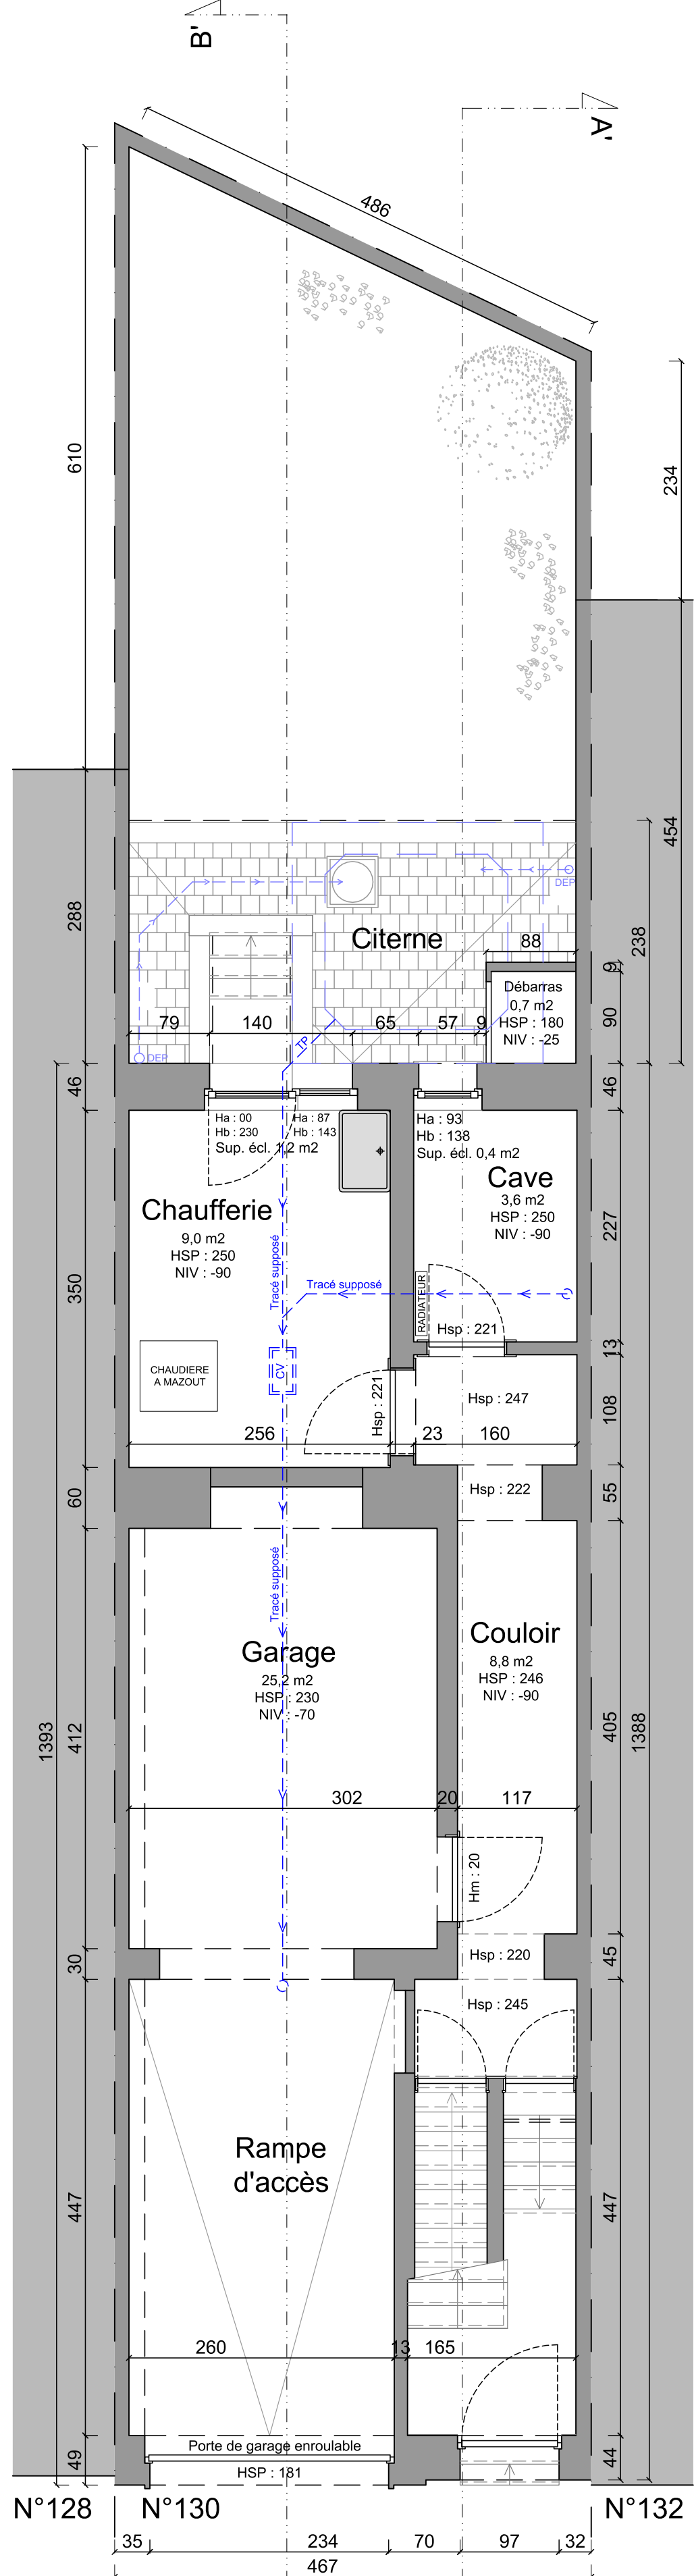 B'
A'
486
610
234
454
288
238
DEP
Citerne
88
9
Débarras
0,7 m2
HSP : 180
NIV : -25
90
79
140
65
57
9
TP
DEP
46
46
Ha : 00
Hb : 230
Ha : 87
Hb : 143
Sup. écl. 1,2 m2
Ha : 93
Hb : 138
Sup. écl. 0,4 m2
Chaufferie
9,0 m2
HSP : 250
NIV : -90
Cave
3,6 m2
HSP : 250
NIV : -90
227
350
Tracé supposé
Tracé supposé
RADIATEUR
Hsp : 221
13
CHAUDIERE
A MAZOUT
CV
Hsp : 221
Hsp : 247
108
256
23
160
60
Hsp : 222
55
Tracé supposé
Garage
25,2 m2
HSP : 230
NIV : -70
Couloir
8,8 m2
HSP : 246
NIV : -90
1393
412
405
1388
302
20
117
Hm : 20
30
Hsp : 220
45
Hsp : 245
Rampe
d'accès
447
447
260
13
165
Porte de garage enroulable
HSP : 181
49
44
N°128
N°130
N°132
35
234
70
97
32
467